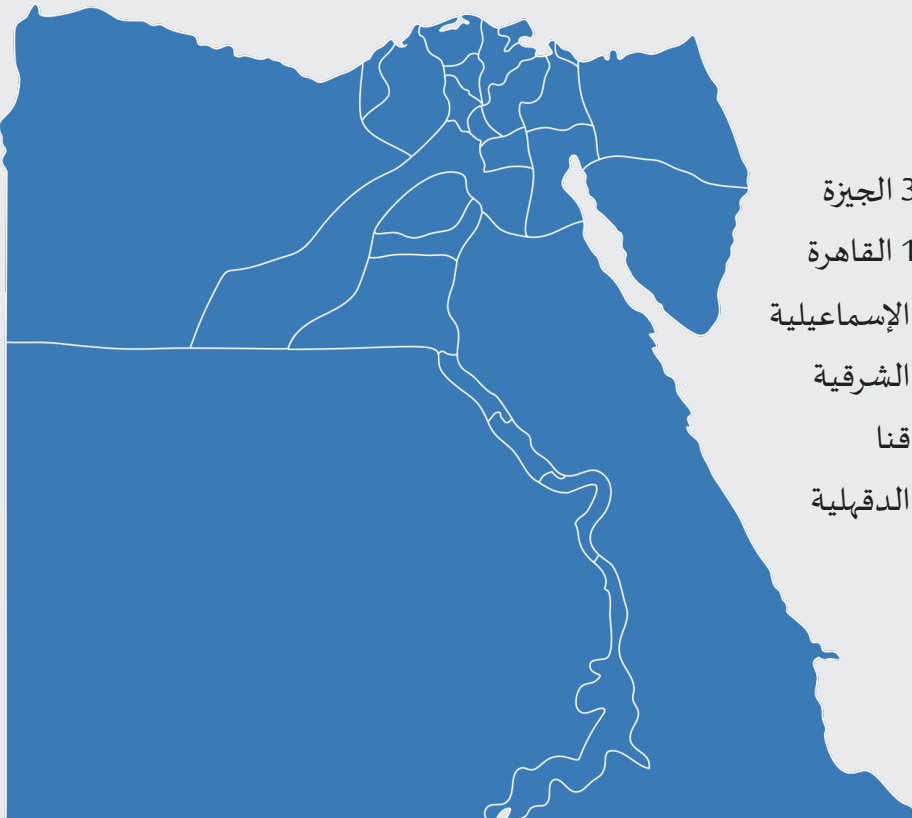 3 الجيزة
1 القاهرة
الإسماعيلية
الشرقية
قنا
الدقهلية